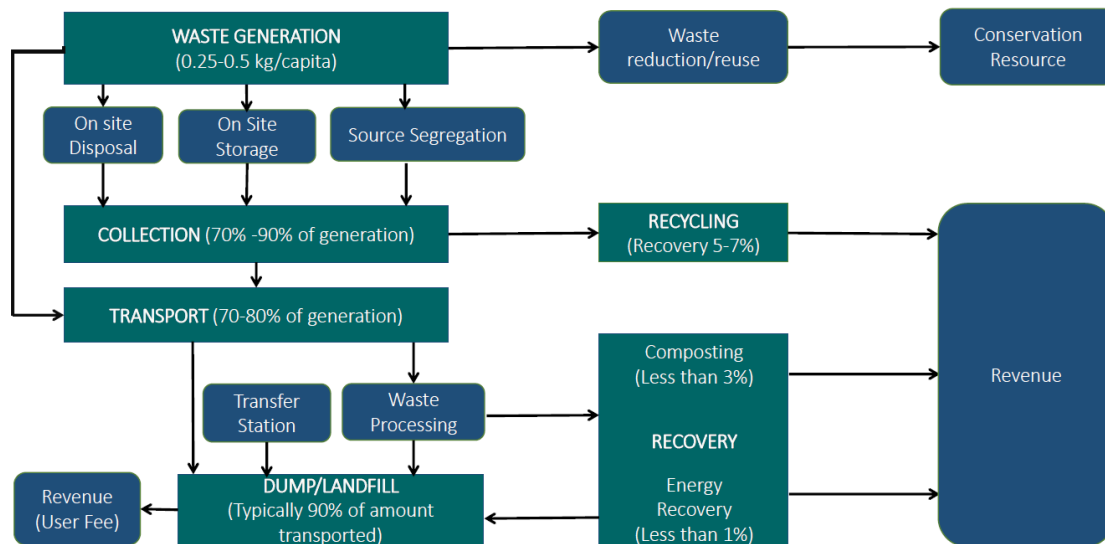 WASTE GENERATION
(0.25-0.5 kg/capita)
Waste
reduction/reuse
Conservation
Resource
On site
Disposal
On Site
Storage
Source Segregation
COLLECTION (70% -90% of generation)
RECYCLING
(Recovery 5-7%)
TRANSPORT (70-80% of generation)
Composting
(Less than 3%)
Revenue
Transfer
Station
Waste
Processing
RECOVERY
DUMP/LANDFILL
(Typically 90% of amount
transported)
Revenue
(User Fee)
Energy
Recovery
(Less than 1%)